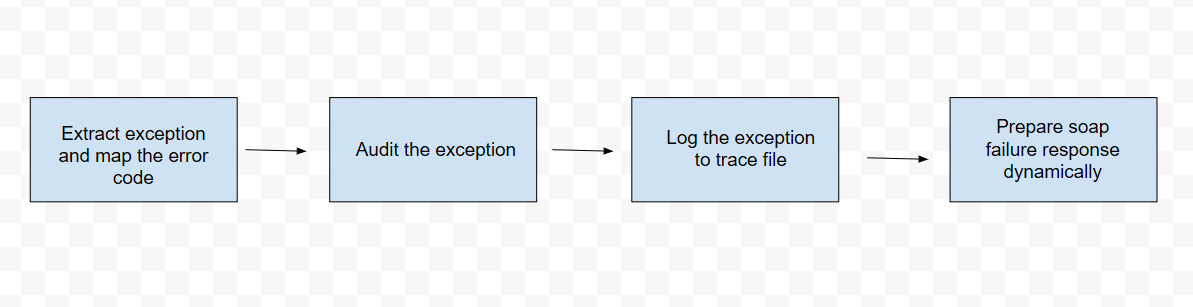 Extract exception
and map the error
code
Audit the exception
Log the exception
to trace file
Prepare soap
failure response
dynamically